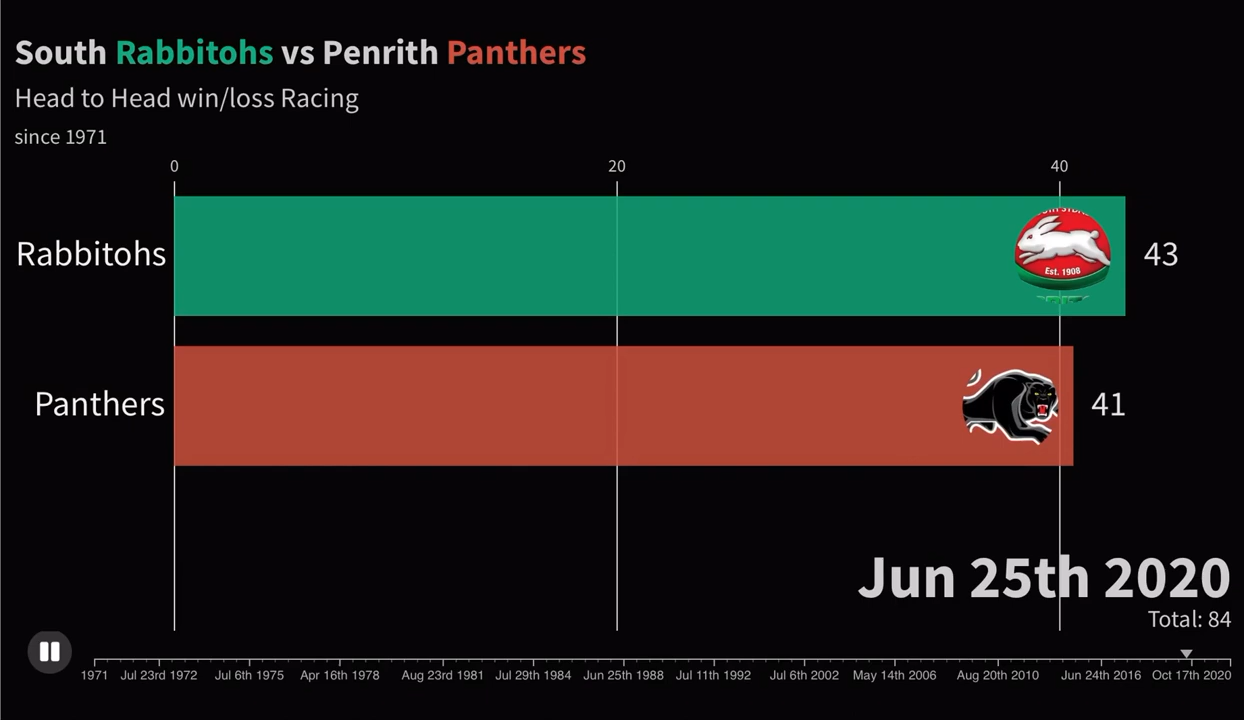 South Rabbitohs vs Penrith Panthers
Head to Head win/loss Racing
since 1971
0 20 40
Rabbitohs 43
Est. 1908
Panthers 41
Jun 25th 2020
Total: 84
1971 Jul 23rd 1972 Jul 6th 1975 Apr 16th 1978 Aug 23rd 1981 Jul 29th 1984 Jun 25th 1988 Jul 11th 1992 Jul 6th 2002 May 14th 2006 Aug 20th 2010 Jun 24th 2016 Oct 17th 2020